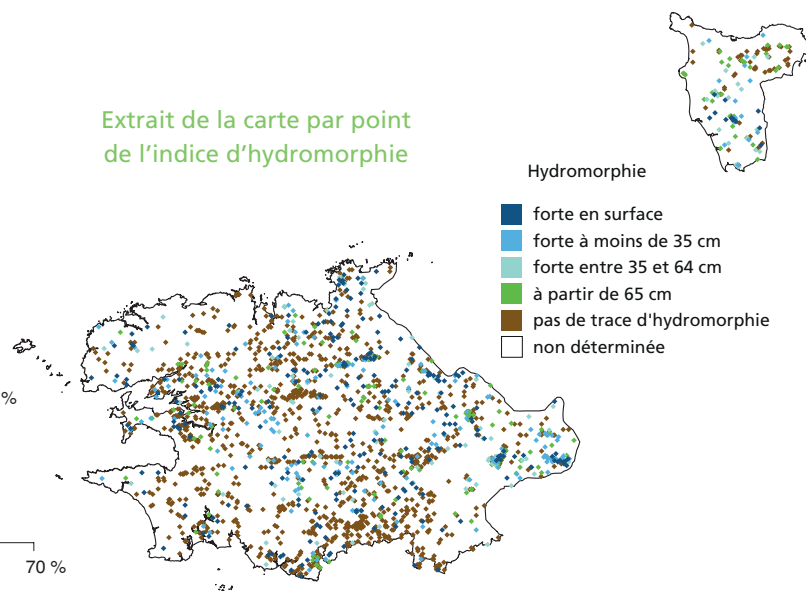 Extrait de la carte par point
de l'indice d'hydromorphie
Hydromorphie
forte en surface
forte à moins de 35 cm
forte entre 35 et 64 cm
à partir de 65 cm
pas de trace d'hydromorphie
non déterminée
%
70 %